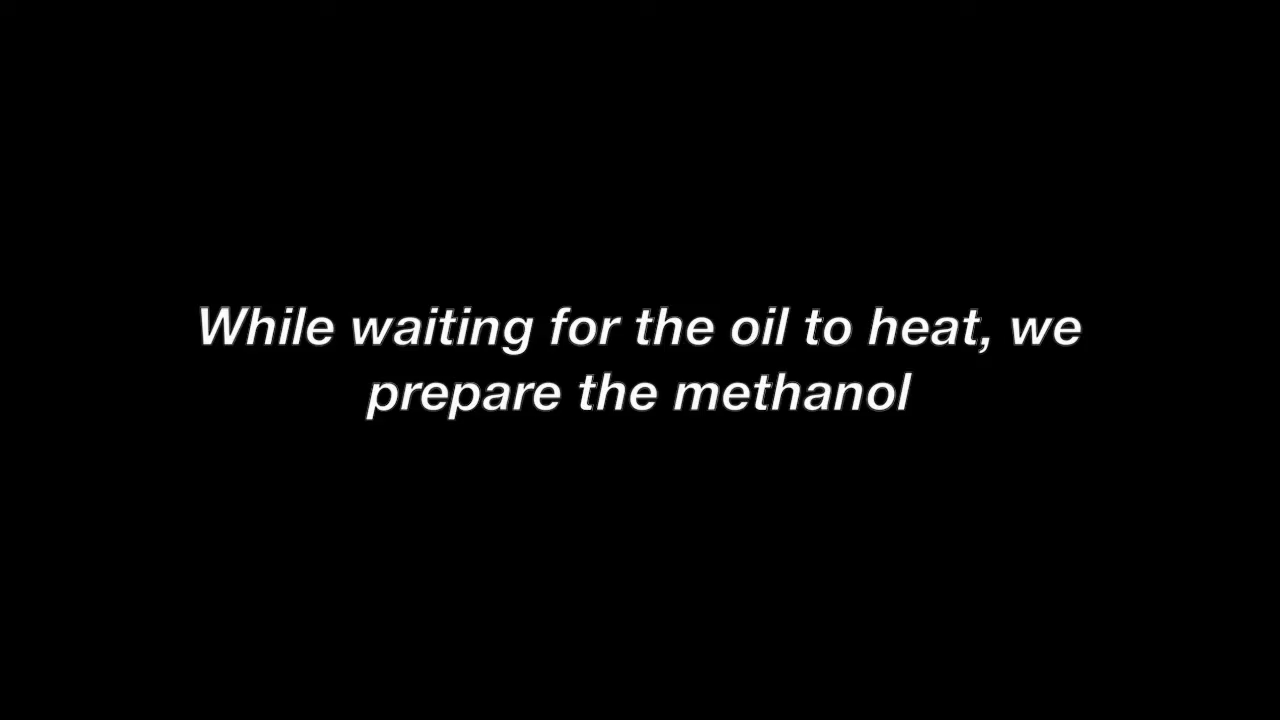 While waiting for the oil to heat, we
prepare the methanol